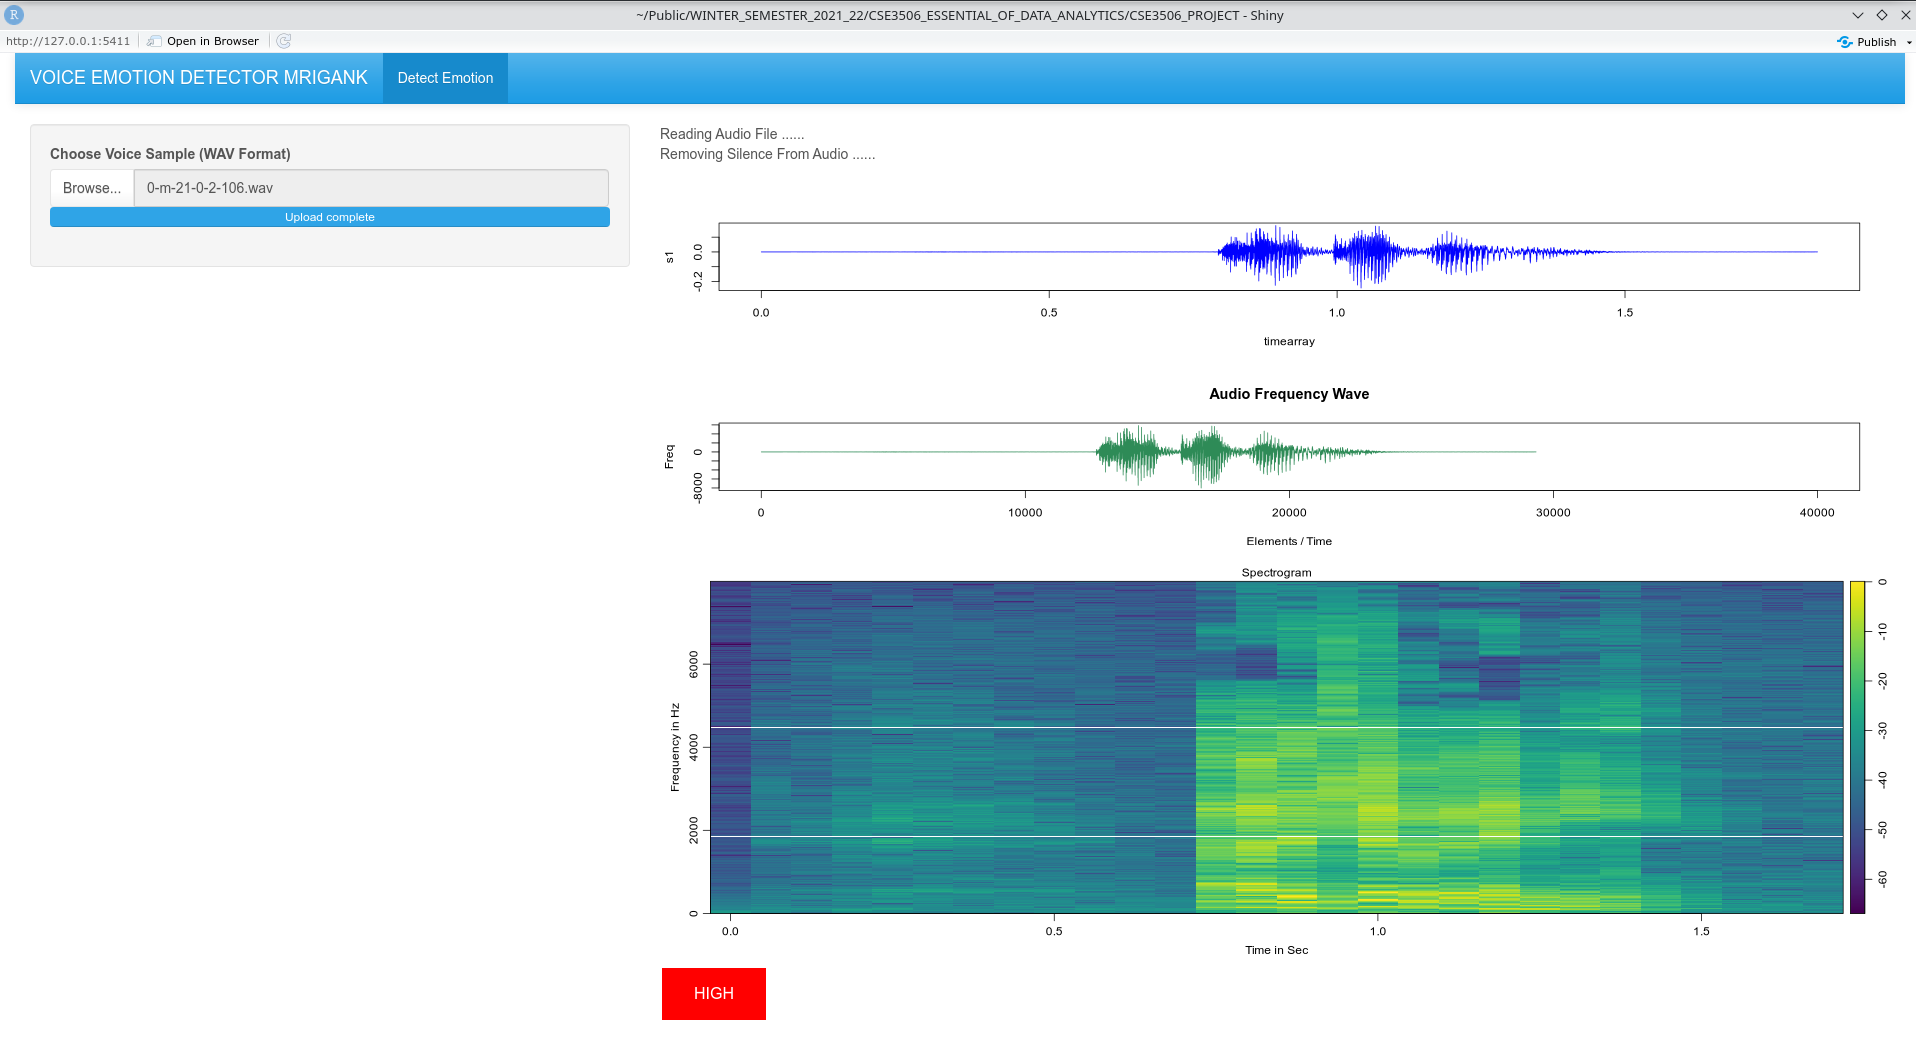 R
~/Public/WINTER_SEMESTER_2021_22/CSE3506_ESSENTIAL_OF_DATA_ANALYTICS/CSE3506_PROJECT - Shiny
http://127.0.0.1:5411 Open in Browser Publish
VOICE EMOTION DETECTOR MRIGANK Detect Emotion
Choose Voice Sample (WAV Format)
Browse... 0-m-21-0-2-106.wav
Upload complete
Reading Audio File ......
Removing Silence From Audio ......
s1
0.0
-0.2
0.0 0.5 1.0 1.5
timearray
Audio Frequency Wave
Freq
0
-8000
0 10000 20000 30000 40000
Elements / Time
Spectrogram
Frequency in Hz
6000
4000
2000
0
0
-10
-20
-30
-40
-50
-60
0.0 0.5 1.0 1.5
Time in Sec
HIGH